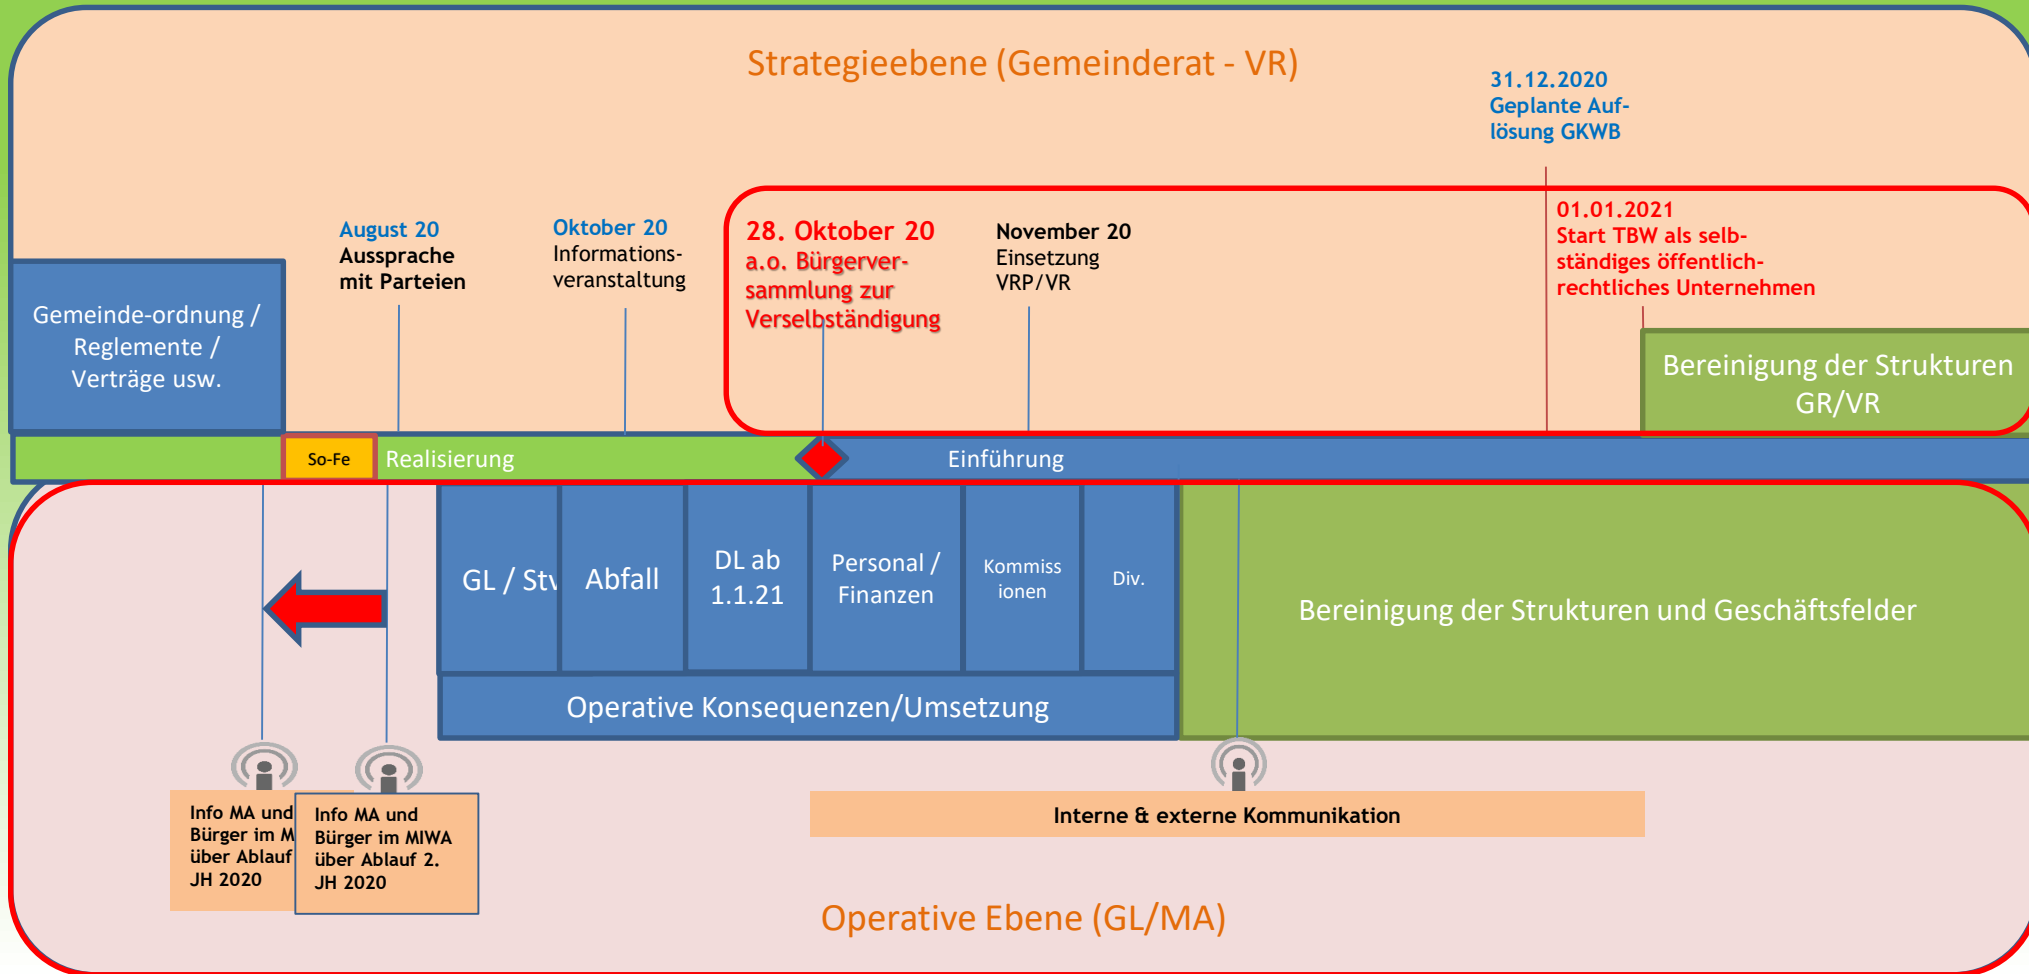 Strategieebene (Gemeinderat - VR)
31.12.2020
Geplante Auf-
lösung GKWB
August 20
Aussprache
mit Parteien
Oktober 20
Informations-
veranstaltung
28. Oktober 20
a.o. Bürgerver-
sammlung zur
Verselbständigung
November 20
Einsetzung
VRP/VR
01.01.2021
Start TBW als selb-
ständiges öffentlich-
rechtliches Unternehmen
Gemeinde-ordnung /
Reglemente /
Verträge usw.
Bereinigung der Strukturen
GR/VR
So-Fe
Realisierung
Einführung
GL / Stv
Abfall
DL ab
1.1.21
Personal /
Finanzen
Kommiss
ionen
Div.
Bereinigung der Strukturen und Geschäftsfelder
Operative Konsequenzen/Umsetzung
Info MA und
Bürger im M
über Ablauf
JH 2020
Info MA und
Bürger im MIWA
über Ablauf 2.
JH 2020
Interne & externe Kommunikation
Operative Ebene (GL/MA)